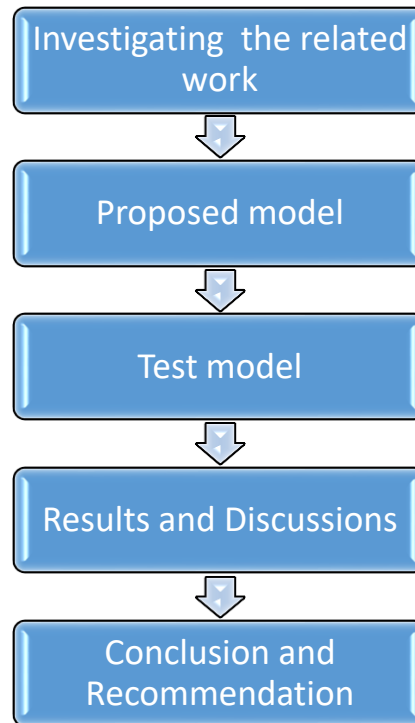 Investigating  the related
work
Proposed model
Test model
Results and Discussions
Conclusion and
Recommendation